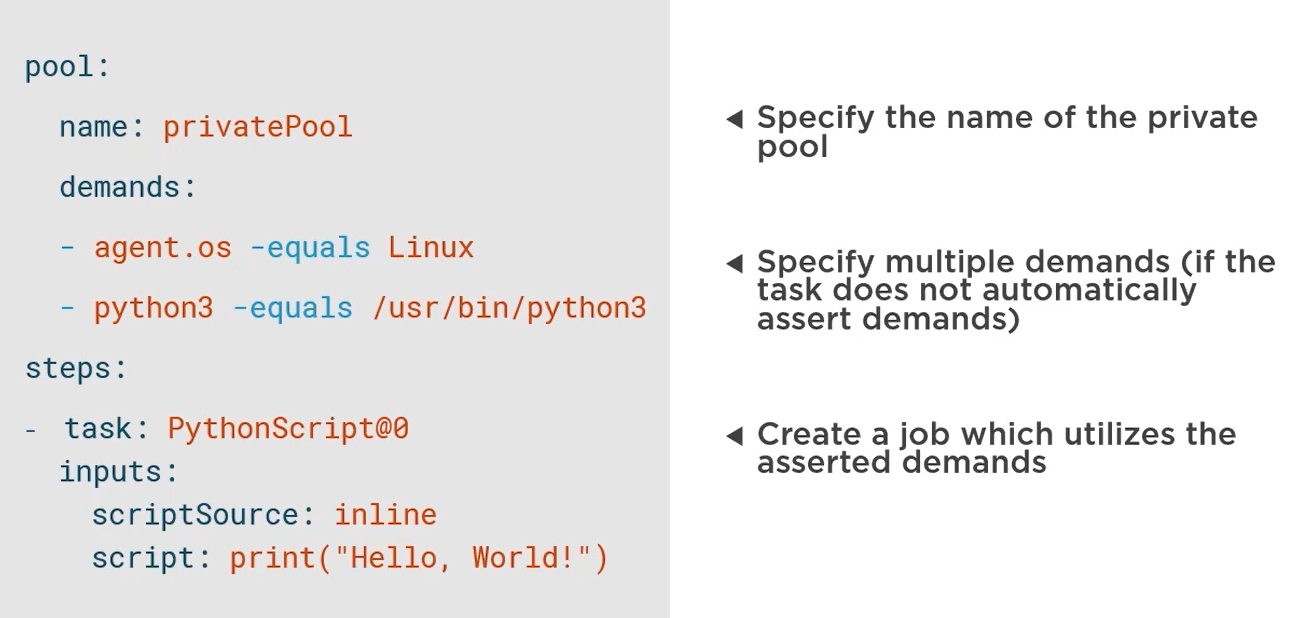 pool:
name: privatePool
demands:
- agent.os -equals Linux
- python3 -equals /usr/bin/python3
steps:
- task: PythonScript@0
inputs:
scriptSource: inline
script: print("Hello, World!")
◄ Specify the name of the private
pool
◄ Specify multiple demands (if the
task does not automatically
assert demands)
◄ Create a job which utilizes the
asserted demands